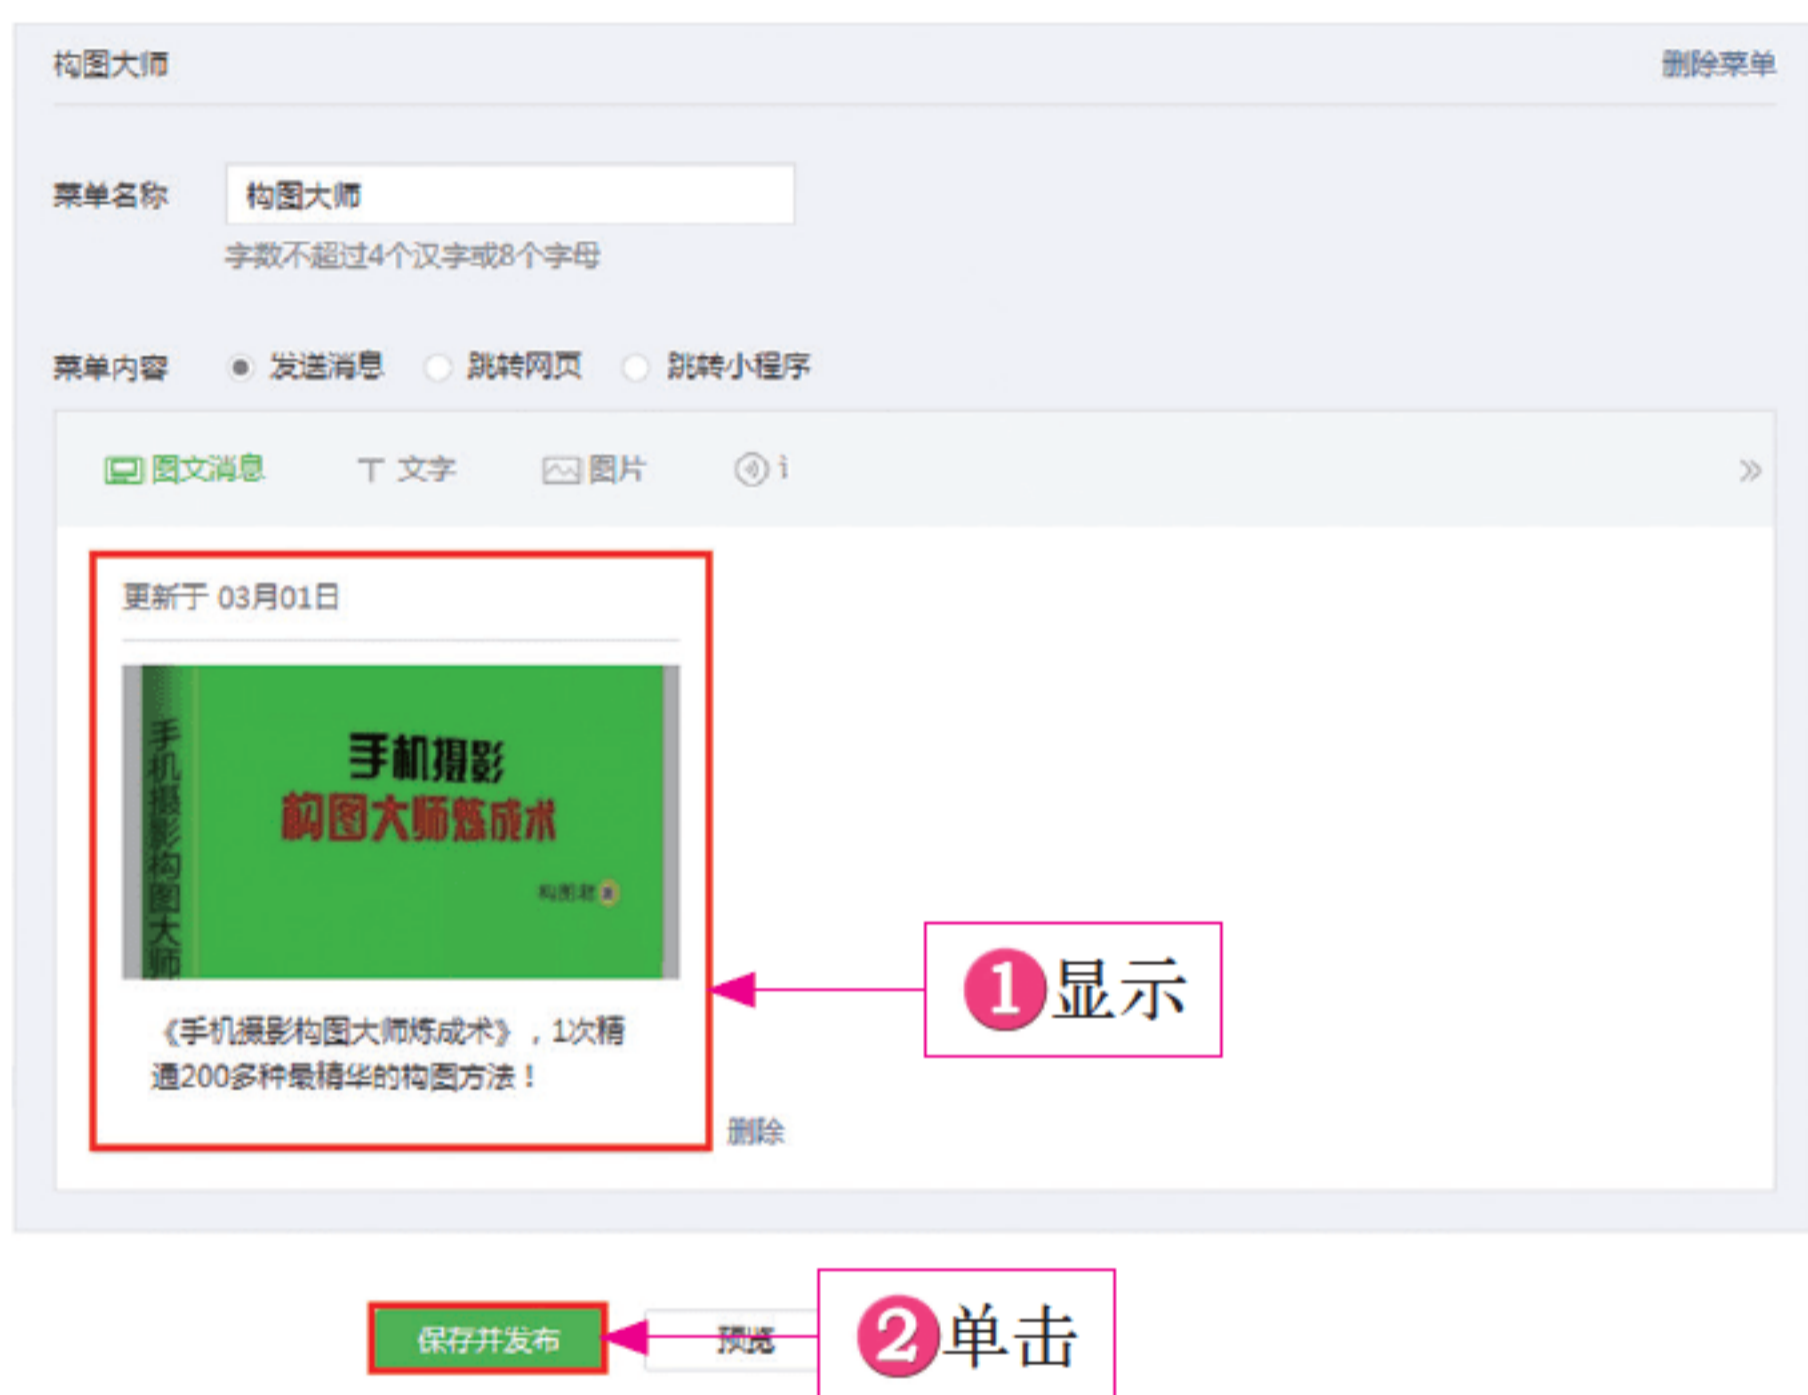 构图大师 删除菜单
菜单名称 构图大师
字数不超过4个汉字或8个字母
菜单内容 发送消息 跳转网页 跳转小程序
图文消息 文字 图片
更新于 03月01日
手机摄影构图大师
手机摄影
构图大师炼成术
构图君
《手机摄影构图大师炼成术》，1次精
通200多种最精华的构图方法！
1显示
删除
保存并发布 预览 2单击